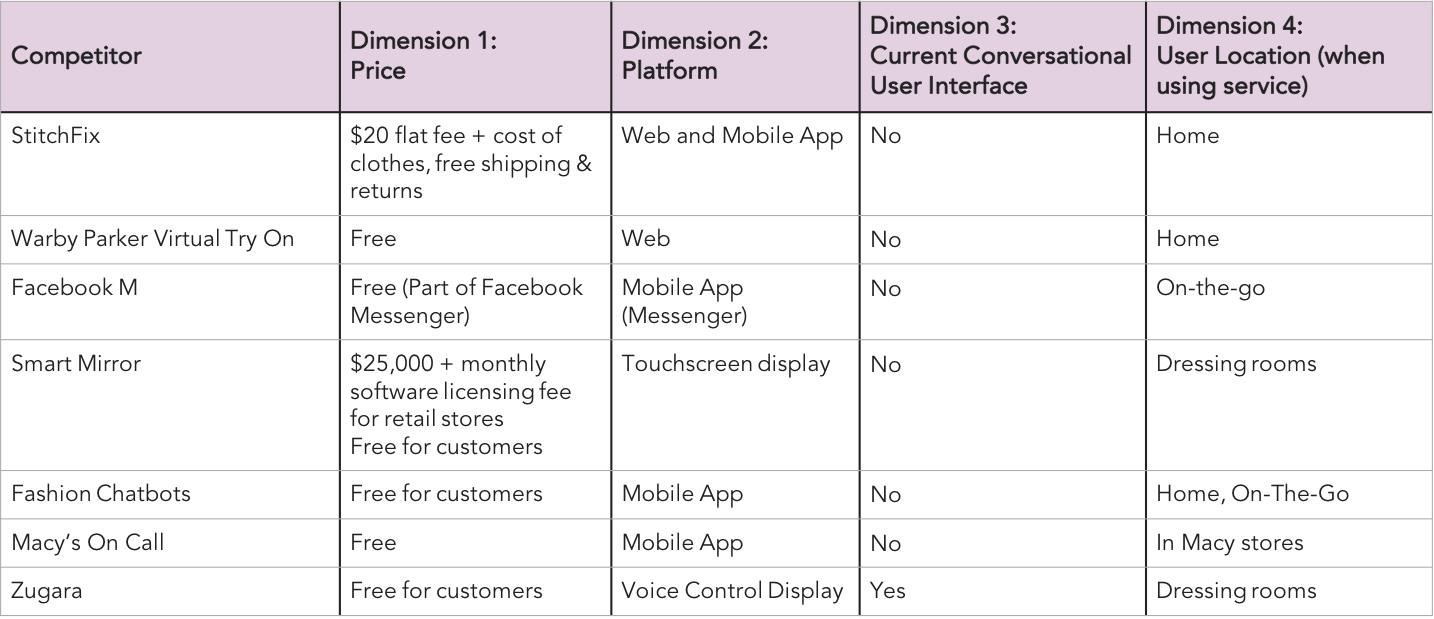 Competitor
Dimension 1:
Price
Dimension 2:
Platform
Dimension 3:
Current Conversational
User Interface
Dimension 4:
User Location (when
using service)
StitchFix
$20 flat fee + cost of
clothes, free shipping &
returns
Web and Mobile App
No
Home
Warby Parker Virtual Try On
Free
Web
No
Home
Facebook M
Free (Part of Facebook
Messenger)
Mobile App
(Messenger)
No
On-the-go
Smart Mirror
$25,000 + monthly
software licensing fee
for retail stores
Free for customers
Touchscreen display
No
Dressing rooms
Fashion Chatbots
Free for customers
Mobile App
No
Home, On-The-Go
Macy’s On Call
Free
Mobile App
No
In Macy stores
Zugara
Free for customers
Voice Control Display
Yes
Dressing rooms